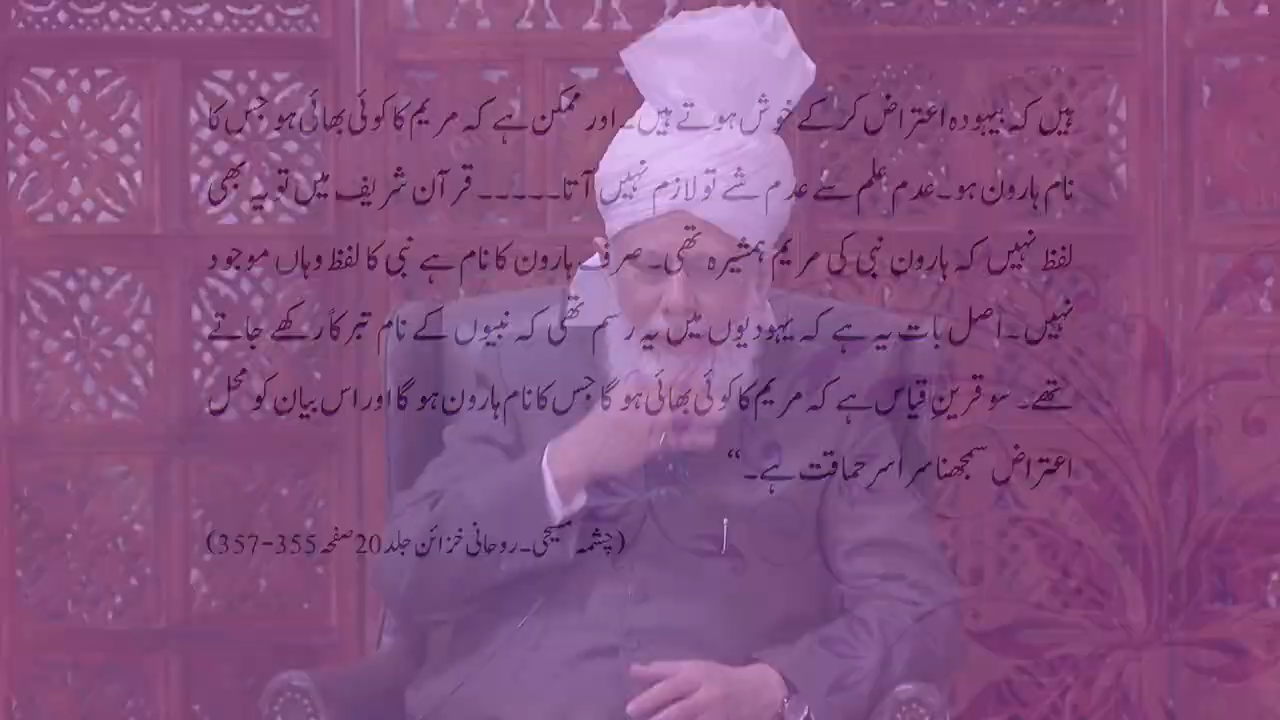 ہیں کہ بیہودہ اعتراض کر کے خوش ہوتے ہیں۔ اور ممکن ہے کہ مریم کا کوئی بھائی ہو جس کا
نام ہارون ہو۔ عدم علم سے عدم شے تو لازم نہیں آتا۔۔۔۔۔۔قرآن شریف میں تو یہ بھی
لفظ نہیں کہ ہارون نبی کی مریم ہمشیرہ تھی۔ صرف ہارون کا نام ہے نبی کا لفظ وہاں موجود
نہیں۔ اصل بات یہ ہے کہ یہودیوں میں یہ رسم تھی کہ نبیوں کے نام تبرکاً رکھے جاتے
تھے۔ سو قرینِ قیاس ہے کہ مریم کا کوئی بھائی ہو گا جس کا نام ہارون ہو گا اور اس بیان کو محل
اعتراض سمجھنا سراسر حماقت ہے۔“
(چشمہ مسیحی۔ روحانی خزائن جلد 20 صفحہ 355-357)